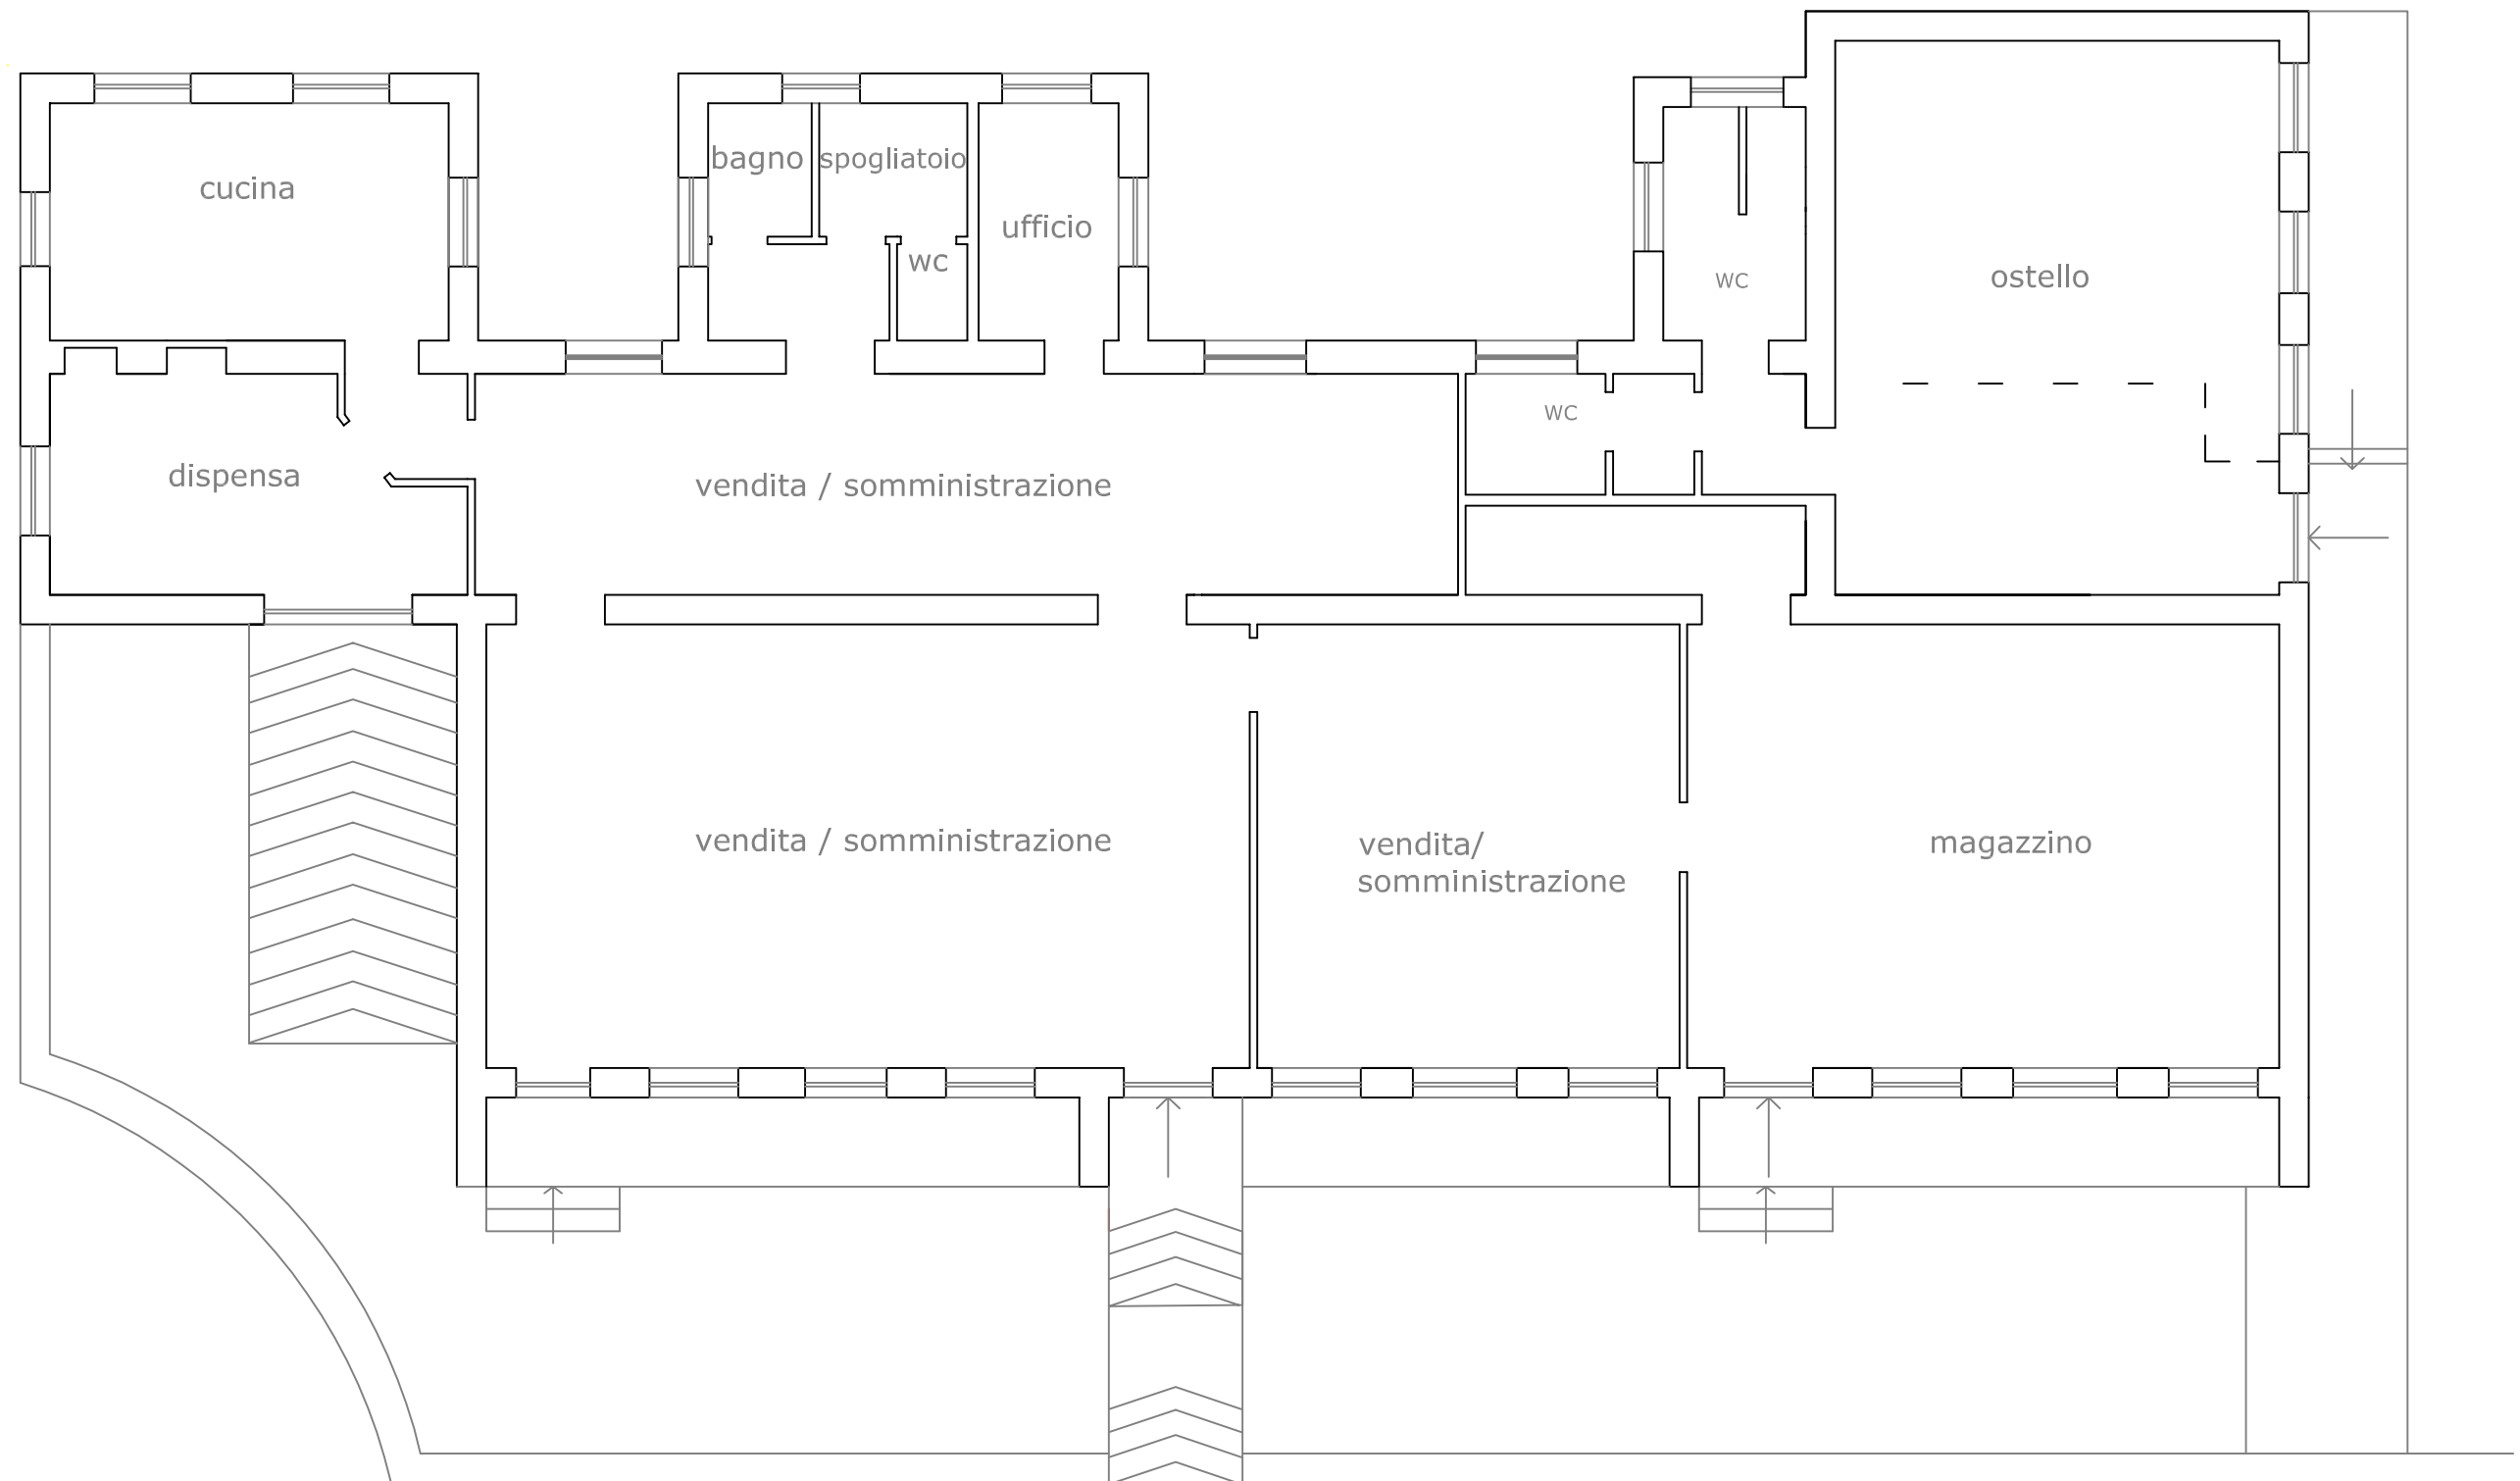 bagno
spogliatoio
cucina
ufficio
wc
wc
ostello
wc
dispensa
vendita / somministrazione
vendita / somministrazione
vendita/
somministrazione
magazzino